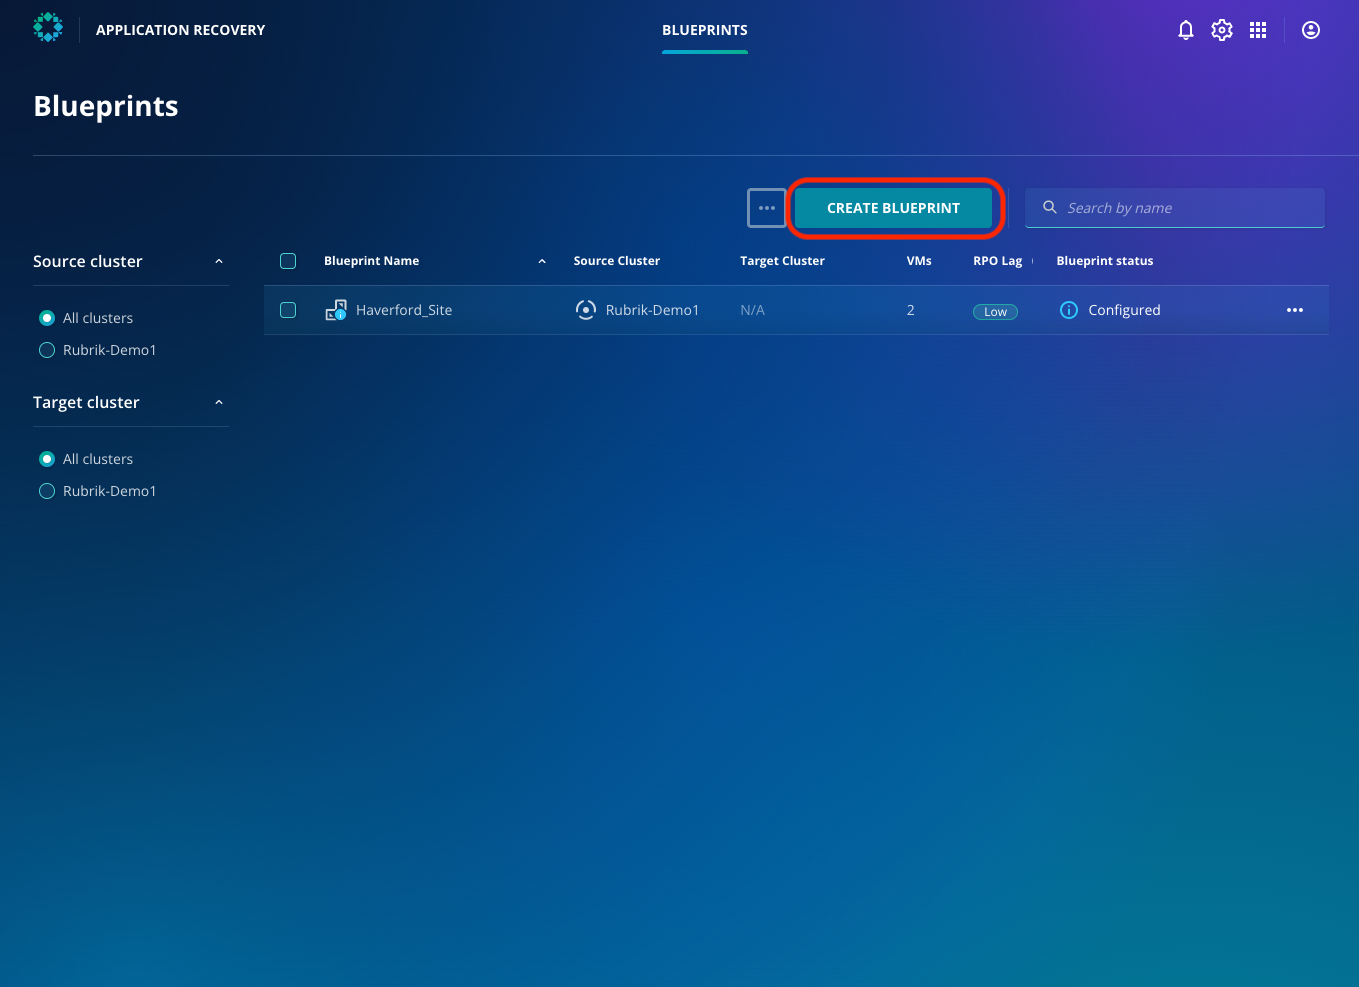 APPLICATION RECOVERY
BLUEPRINTS
Blueprints
CREATE BLUEPRINT
Search by name
Source cluster
All clusters
Rubrik-Demo1
Target cluster
All clusters
Rubrik-Demo1
Blueprint Name Source Cluster Target Cluster VMs RPO Lag Blueprint status
Haverford_Site Rubrik-Demo1 N/A 2 Low Configured